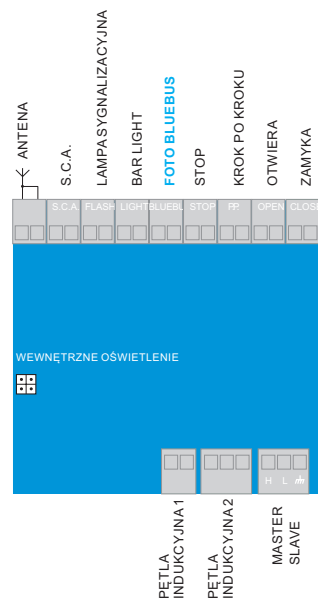 ANTENA
S.C.A.
LAMPA SYGNALIZACYJNA
BAR LIGHT
FOTO BLUEBUS
STOP
KROK PO KROKU
OTWIERA
ZAMYKA
S.C.A. FLASH LIGHT BLUEBU STOP PP OPEN CLOSE
WEWNĘTRZNE OŚWIETLENIE
H L
PĘTLA
INDUKCYJNA 1
PĘTLA
INDUKCYJNA 2
MASTER
SLAVE